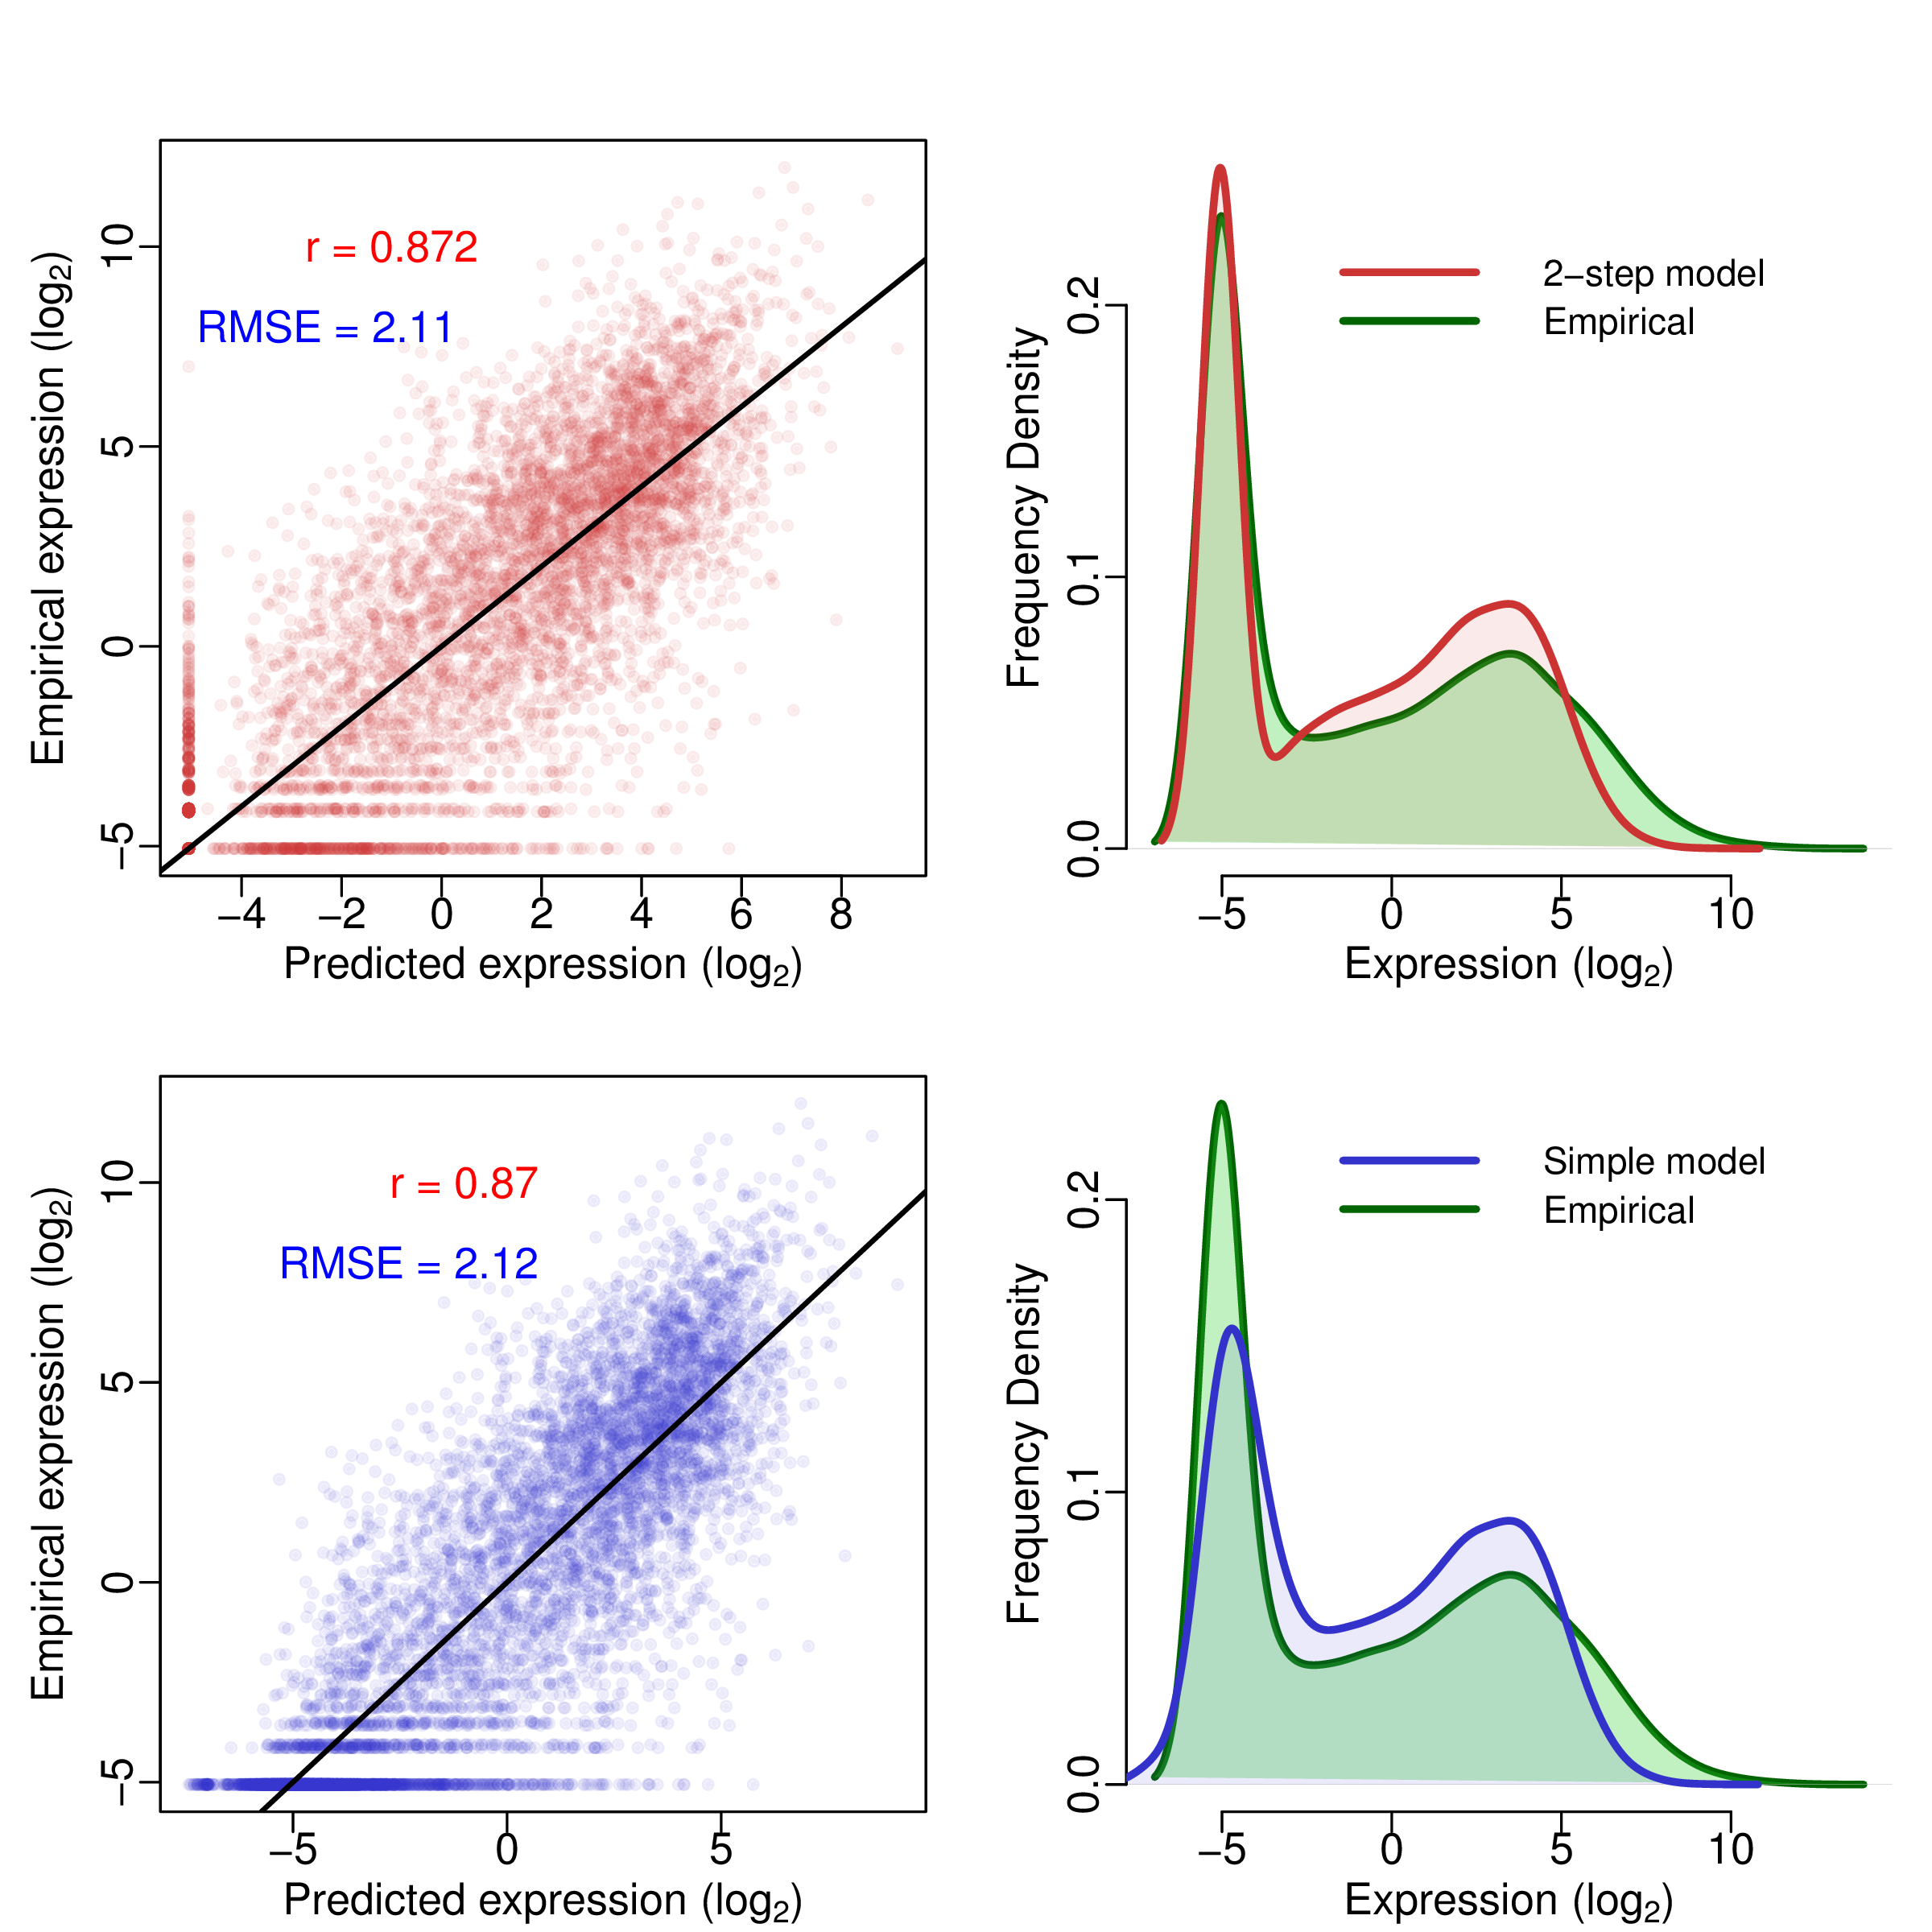 r = 0.872
RMSE = 2.11
Empirical expression (log2)
10
5
0
−5
−4 −2 0 2 4 6 8
Predicted expression (log2)
2−step model
Empirical
Frequency Density
0.2
0.1
0.0
−5 0 5 10
Expression (log2)
r = 0.87
RMSE = 2.12
Empirical expression (log2)
10
5
0
−5
−5 0 5
Predicted expression (log2)
Simple model
Empirical
Frequency Density
0.2
0.1
0.0
−5 0 5 10
Expression (log2)